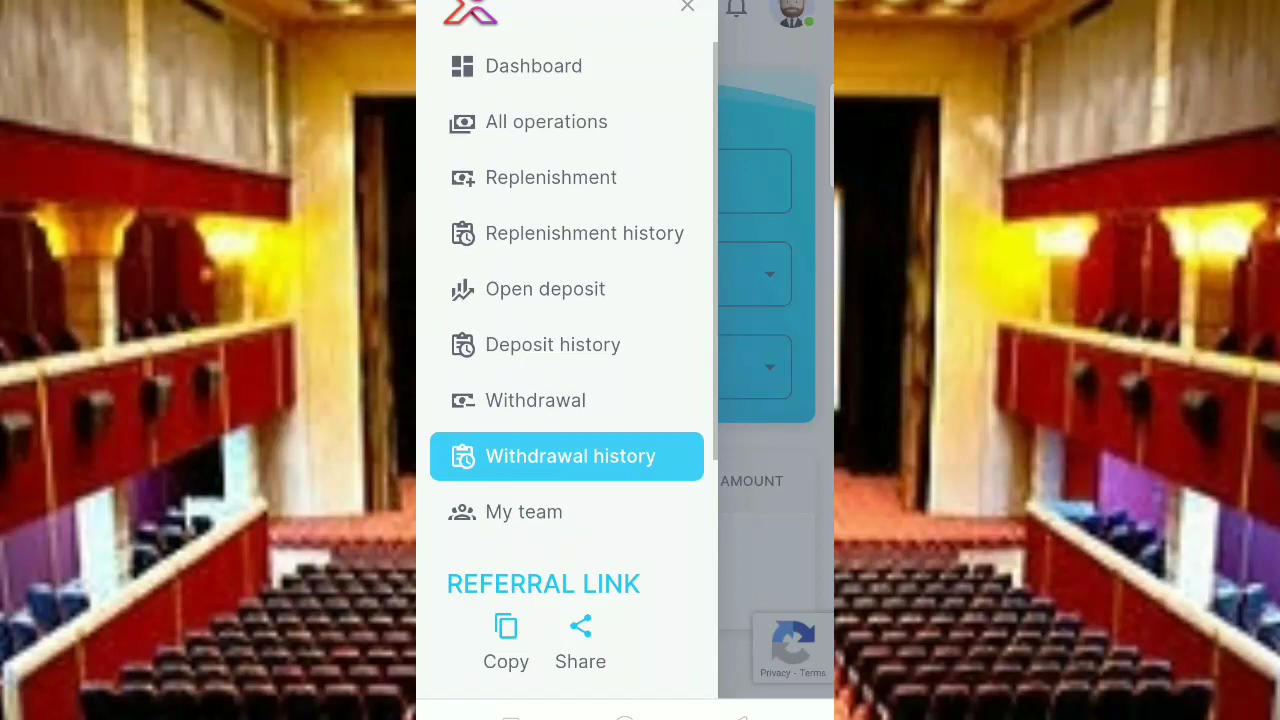 Dashboard
All operations
Replenishment
Replenishment history
Open deposit
Deposit history
Withdrawal
Withdrawal history
AMOUNT
My team
REFERRAL LINK
Copy Share
Privacy - Terms